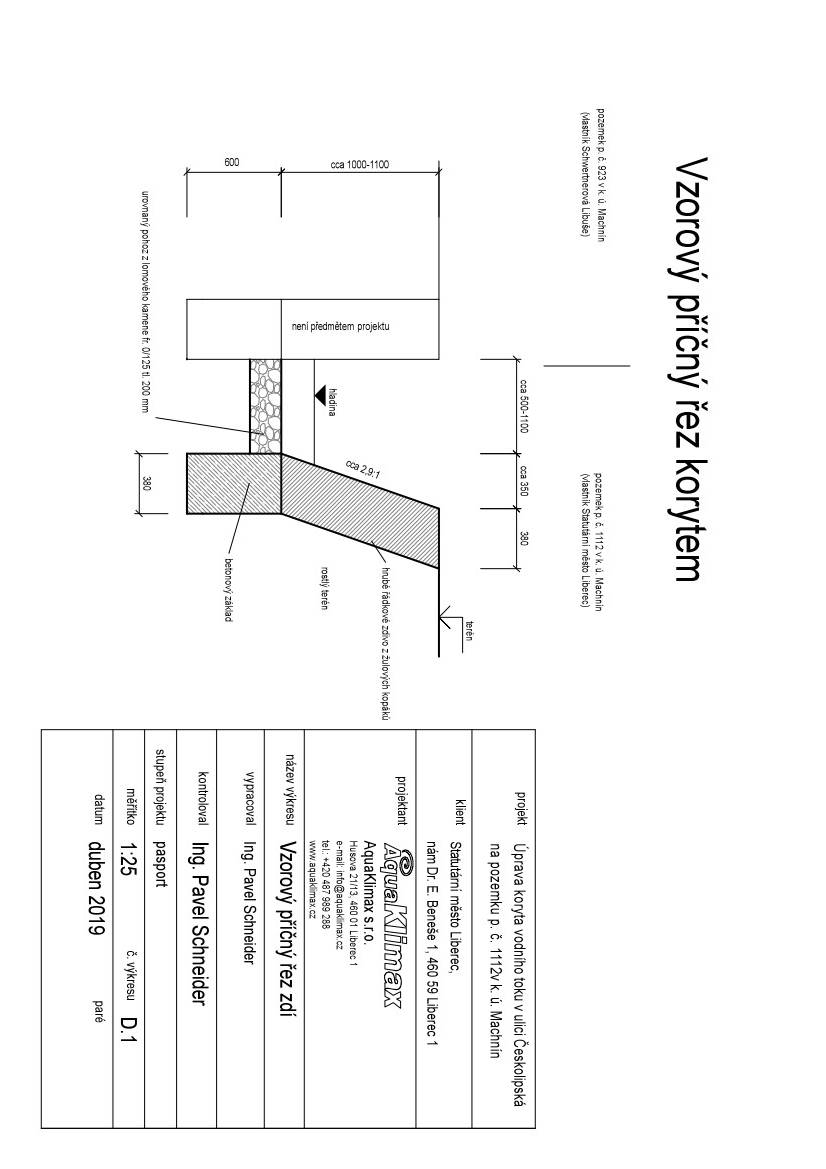 Vzorový příčný řez korytem
pozemek p. č. 923 v k. ú. Machnín
(vlastník Schwertnerová Libuše)
pozemek p. č. 1112 v k. ú. Machnín
(vlastník Statutární město Liberec)
cca 500-1100
cca 350
380
terén
cca 1000-1100
600
není předmětem projektu
hladina
cca 2,9:1
hrubé řádkové zdivo z žulových kopáků
rostlý terén
betonový základ
380
urovnaný pohoz z lomového kamene fr. 0/125 tl. 200 mm
projekt
Úprava koryta vodního toku v ulici Českolipská
na pozemku p. č. 1112v k. ú. Machnín
klient
Statutární město Liberec,
nám Dr. E. Beneše 1, 460 59 Liberec 1
projektant
AquaKlimax
AquaKlimax s.r.o.
Husova 21/13, 460 01 Liberec 1
e-mail: info@aquaklimax.cz
tel.: +420 487 989 288
www.aquaklimax.cz
název výkresu
Vzorový příčný řez zdí
vypracoval
Ing. Pavel Schneider
kontroloval
Ing. Pavel Schneider
stupeň projektu
pasport
měřítko
1:25
č. výkresu
D.1
datum
duben 2019
paré